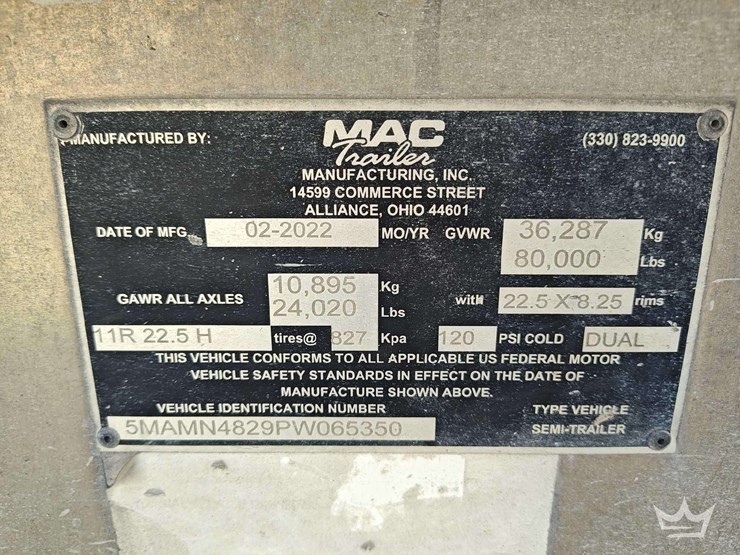 MANUFACTURED BY: MAC Trailer (330) 823-9900
MANUFACTURING, INC.
14599 COMMERCE STREET
ALLIANCE, OHIO 44601
DATE OF MFG. 02-2022 MO/YR GVWR 36,287 Kg
80,000 Lbs
GAWR ALL AXLES 10,895 Kg
24,020 Lbs with 22.5 X 8.25 rims
11R 22.5 H tires@ 827 Kpa 120 PSI COLD DUAL
THIS VEHICLE CONFORMS TO ALL APPLICABLE US FEDERAL MOTOR
VEHICLE SAFETY STANDARDS IN EFFECT ON THE DATE OF
MANUFACTURE SHOWN ABOVE.
VEHICLE IDENTIFICATION NUMBER TYPE VEHICLE
5MAMN4829PW065350 SEMI-TRAILER